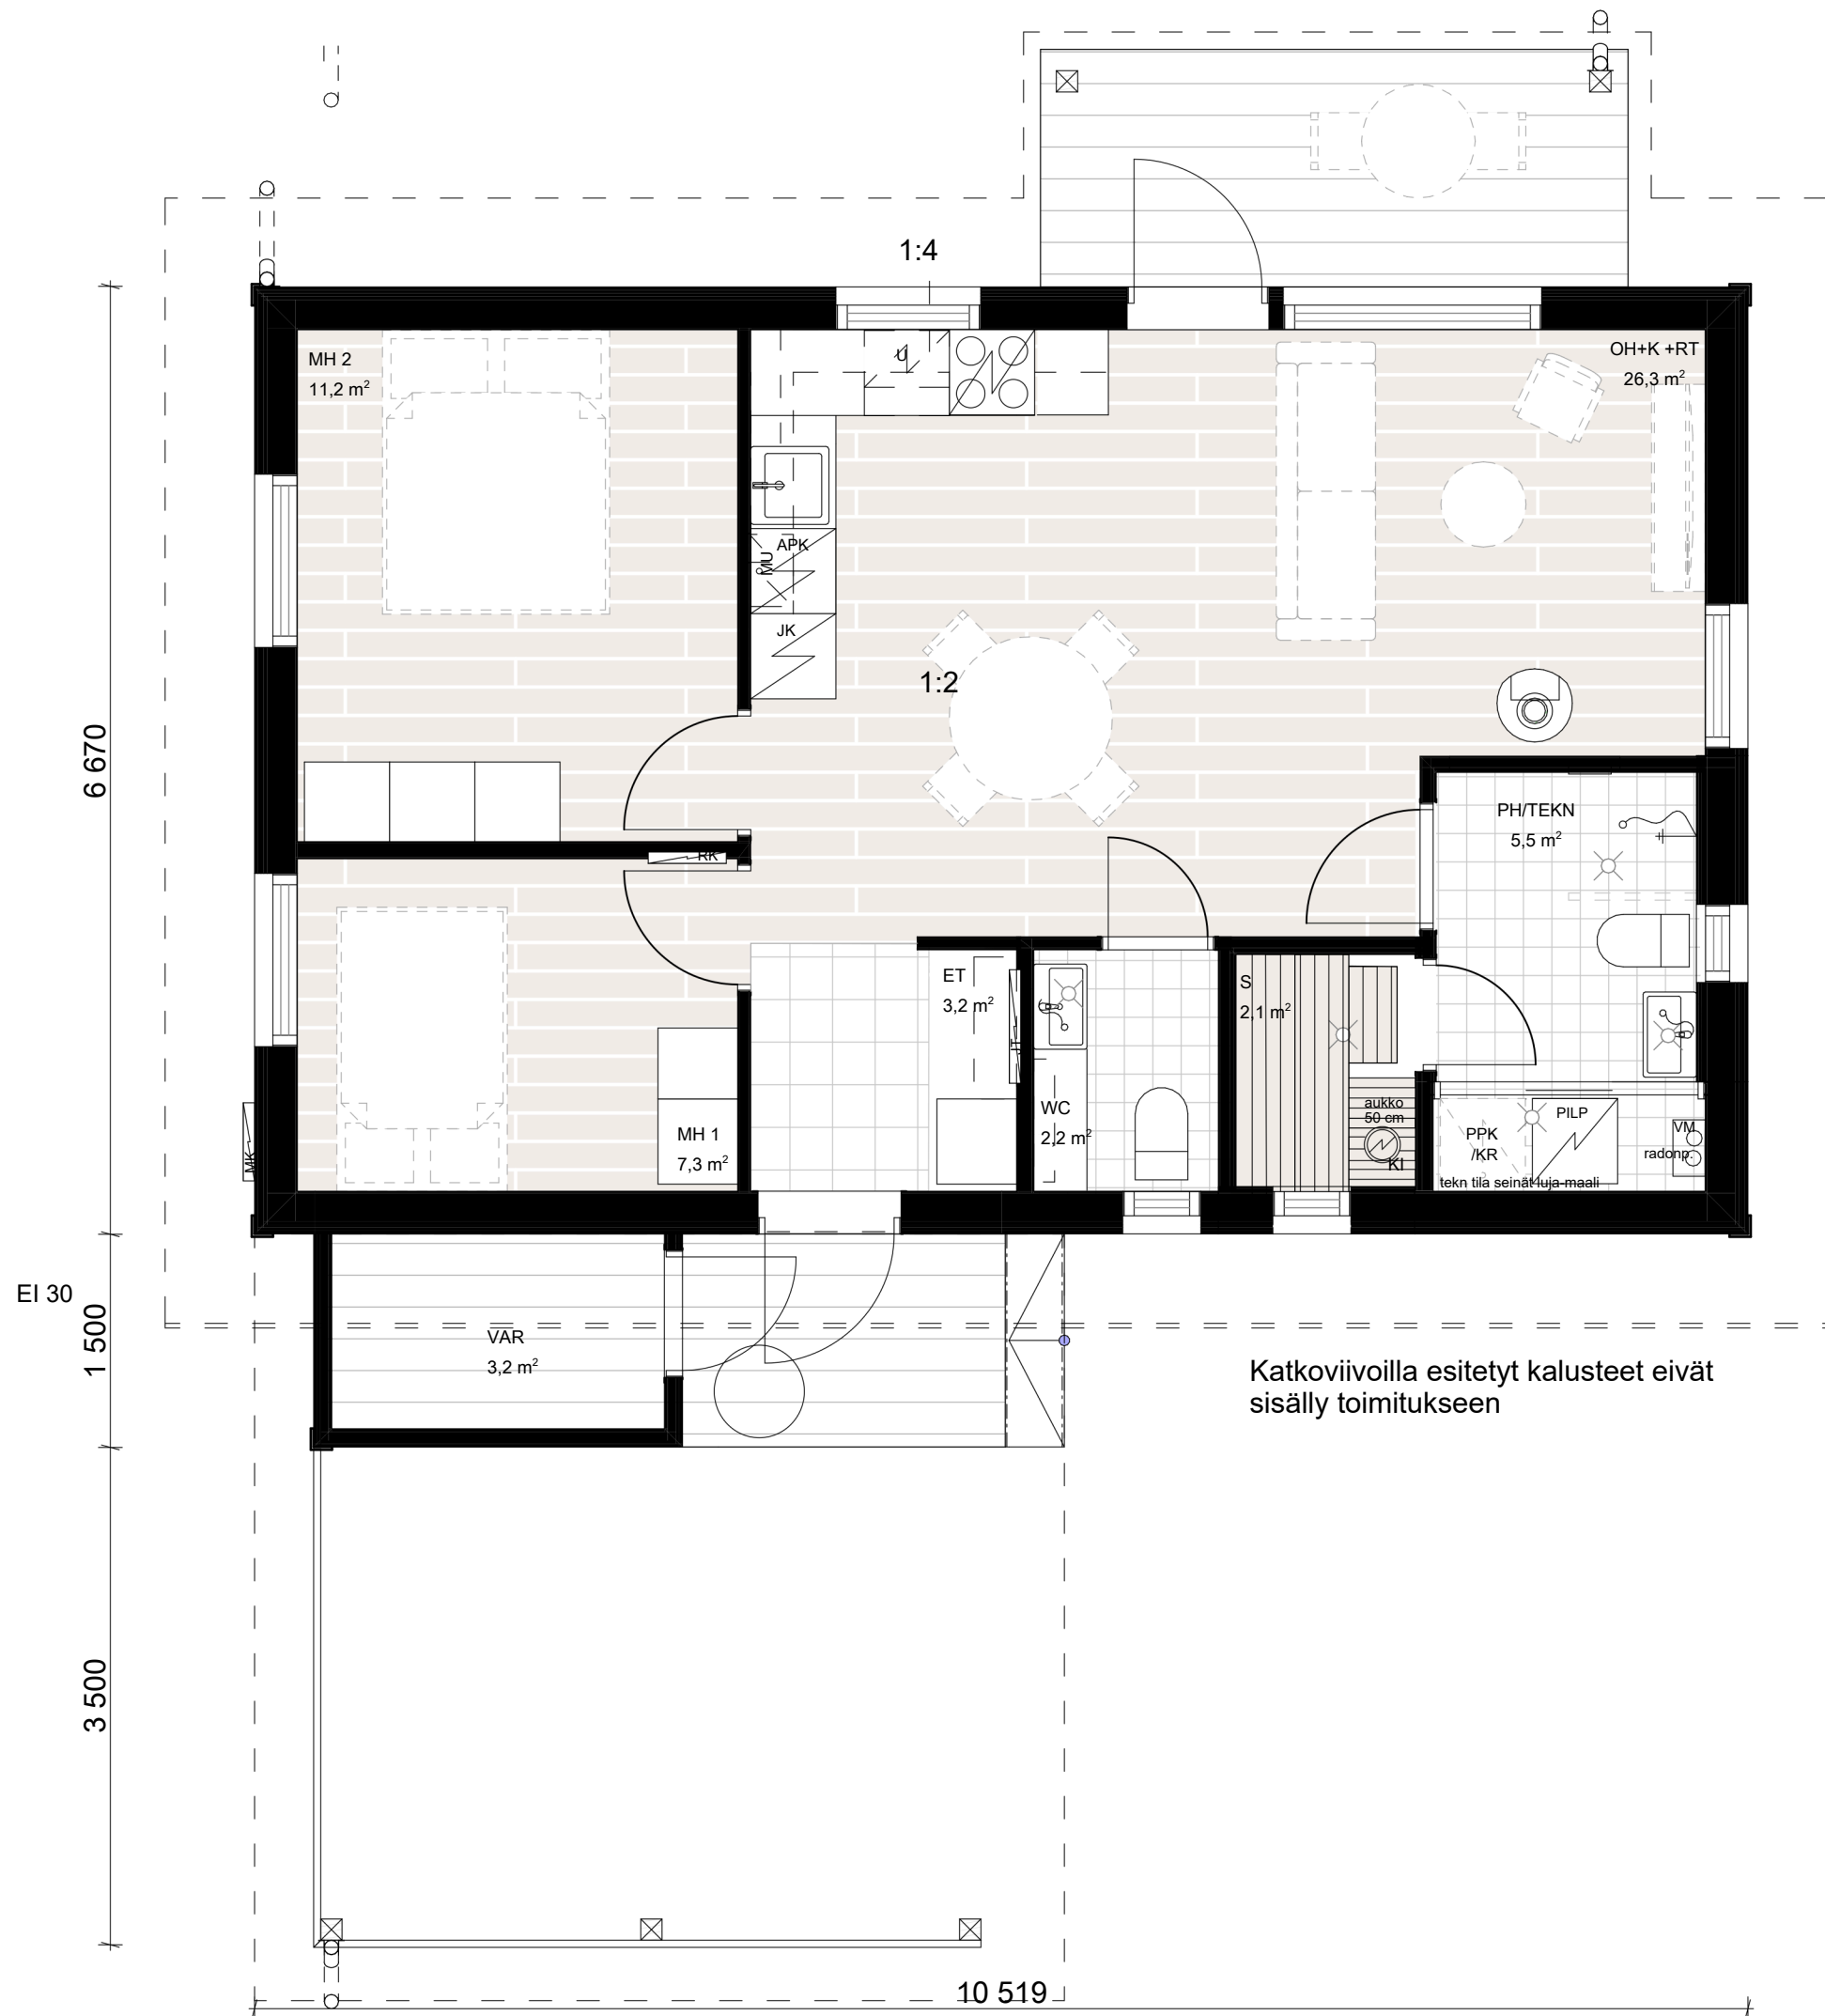 1:4
MH 2
11,2 m²
U
OH+K +RT
26,3 m²
APK
MU
JK
1:2
6 670
PH/TEKN
5,5 m²
RK
ET
3,2 m²
S
2,1 m²
MH 1
7,3 m²
WC
2,2 m²
aukko
50 cm
KI
PPK
/KR
PILP
VM
radonp.
tekn tila seinät luja-maali
MK
EI 30
1 500
VAR
3,2 m²
Katkoviivoilla esitetyt kalusteet eivät
sisälly toimitukseen
3 500
10 519